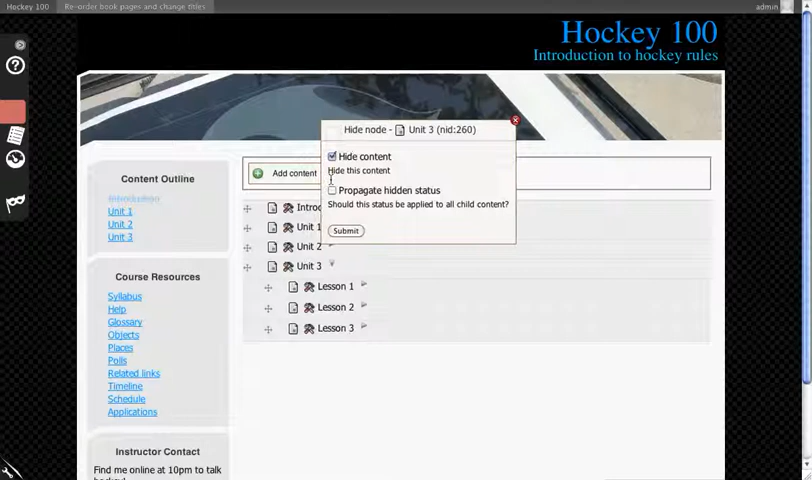 Hockey 100
Re-order book pages and change titles
admin
Hockey 100
Introduction to hockey rules
Hide node - Unit 3 (nid:260)
Hide content
Hide this content
Propagate hidden status
Should this status be applied to all child content?
Submit
Content Outline
Introduction
Unit 1
Unit 2
Unit 3
Course Resources
Syllabus
Help
Glossary
Objects
Places
Polls
Related links
Timeline
Schedule
Applications
Instructor Contact
Find me online at 10pm to talk
hockey!
Add content
Introd
Unit 1
Unit 2
Unit 3
Lesson 1
Lesson 2
Lesson 3